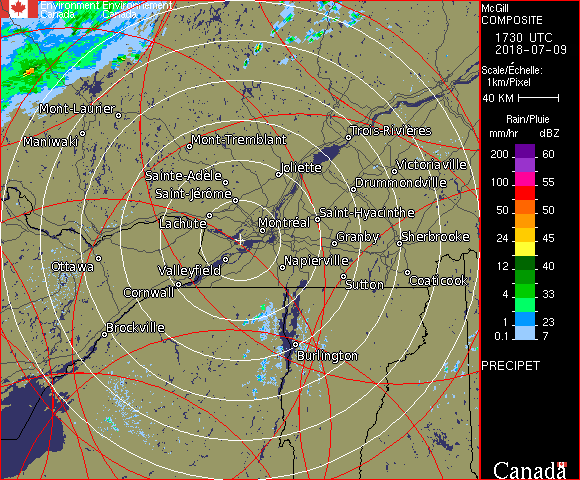 Environment Environnement
Canada Canada
Mont-Laurier
Maniwaki
Mont-Tremblant
Trois-Rivières
Sainte-Adèle
Joliette
Victoriaville
Saint-Jérôme
Drummondville
Lachute
Montréal
Saint-Hyacinthe
Granby
Sherbrooke
Ottawa
Valleyfield
Napierville
Cornwall
Sutton
Coaticook
Brockville
Burlington
McGill
COMPOSITE
1730 UTC
2018-07-09
Scale/Échelle:
1km/Pixel
40 KM
Rain/Pluie
mm/hr dBZ
200 60
100 55
50 50
24 45
12 40
4 33
1 23
0.1 7
PRECIPET
Canada